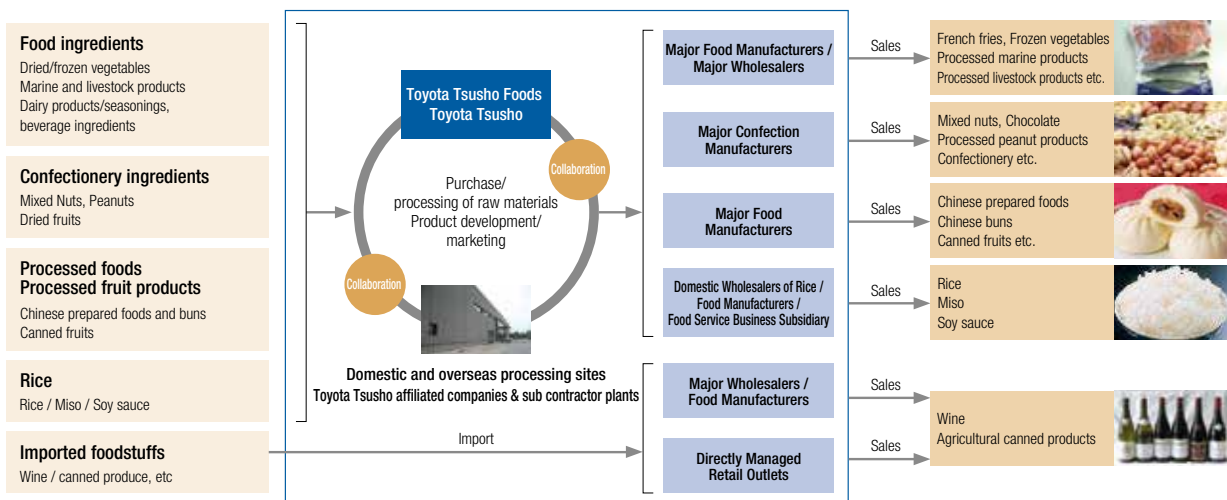 Food ingredients
Dried/frozen vegetables
Marine and livestock products
Dairy products/seasonings,
beverage ingredients
Confectionery ingredients
Mixed Nuts, Peanuts
Dried fruits
Processed foods
Processed fruit products
Chinese prepared foods and buns
Canned fruits
Rice
Rice / Miso / Soy sauce
Imported foodstuffs
Wine / canned produce, etc
Toyota Tsusho Foods
Toyota Tsusho
Collaboration
Purchase/
processing of raw materials
Product development/
marketing
Collaboration
Domestic and overseas processing sites
Toyota Tsusho affiliated companies & sub contractor plants
Import
Major Food Manufacturers /
Major Wholesalers
Major Confection
Manufacturers
Major Food
Manufacturers
Domestic Wholesalers of Rice /
Food Manufacturers /
Food Service Business Subsidiary
Major Wholesalers /
Food Manufacturers
Directly Managed
Retail Outlets
Sales
Sales
Sales
Sales
Sales
Sales
French fries, Frozen vegetables
Processed marine products
Processed livestock products etc.
Mixed nuts, Chocolate
Processed peanut products
Confectionery etc.
Chinese prepared foods
Chinese buns
Canned fruits etc.
Rice
Miso
Soy sauce
Wine
Agricultural canned products